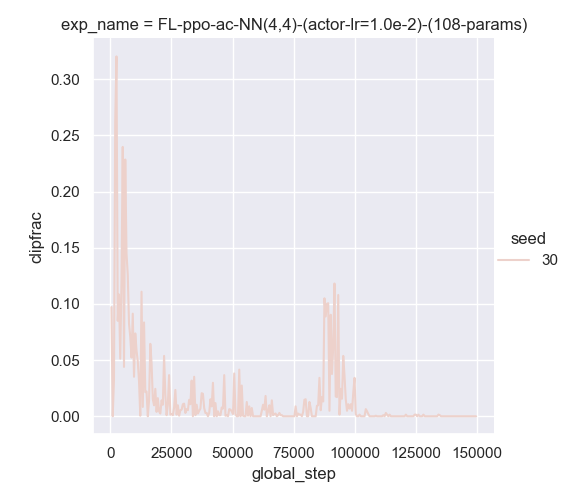 exp_name = FL-ppo-ac-NN(4,4)-(actor-lr=1.0e-2)-(108-params)
0.30
0.25
0.20
0.15
0.10
0.05
0.00
clipfrac
0 25000 50000 75000 100000 125000 150000
global_step
seed
30